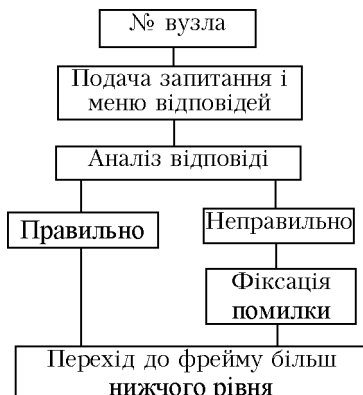 № вузла
Подача запитання і
меню відповідей
Аналіз відповіді
Правильно
Неправильно
Фіксація
помилки
Перехід до фрейму більш
нижчого рівня